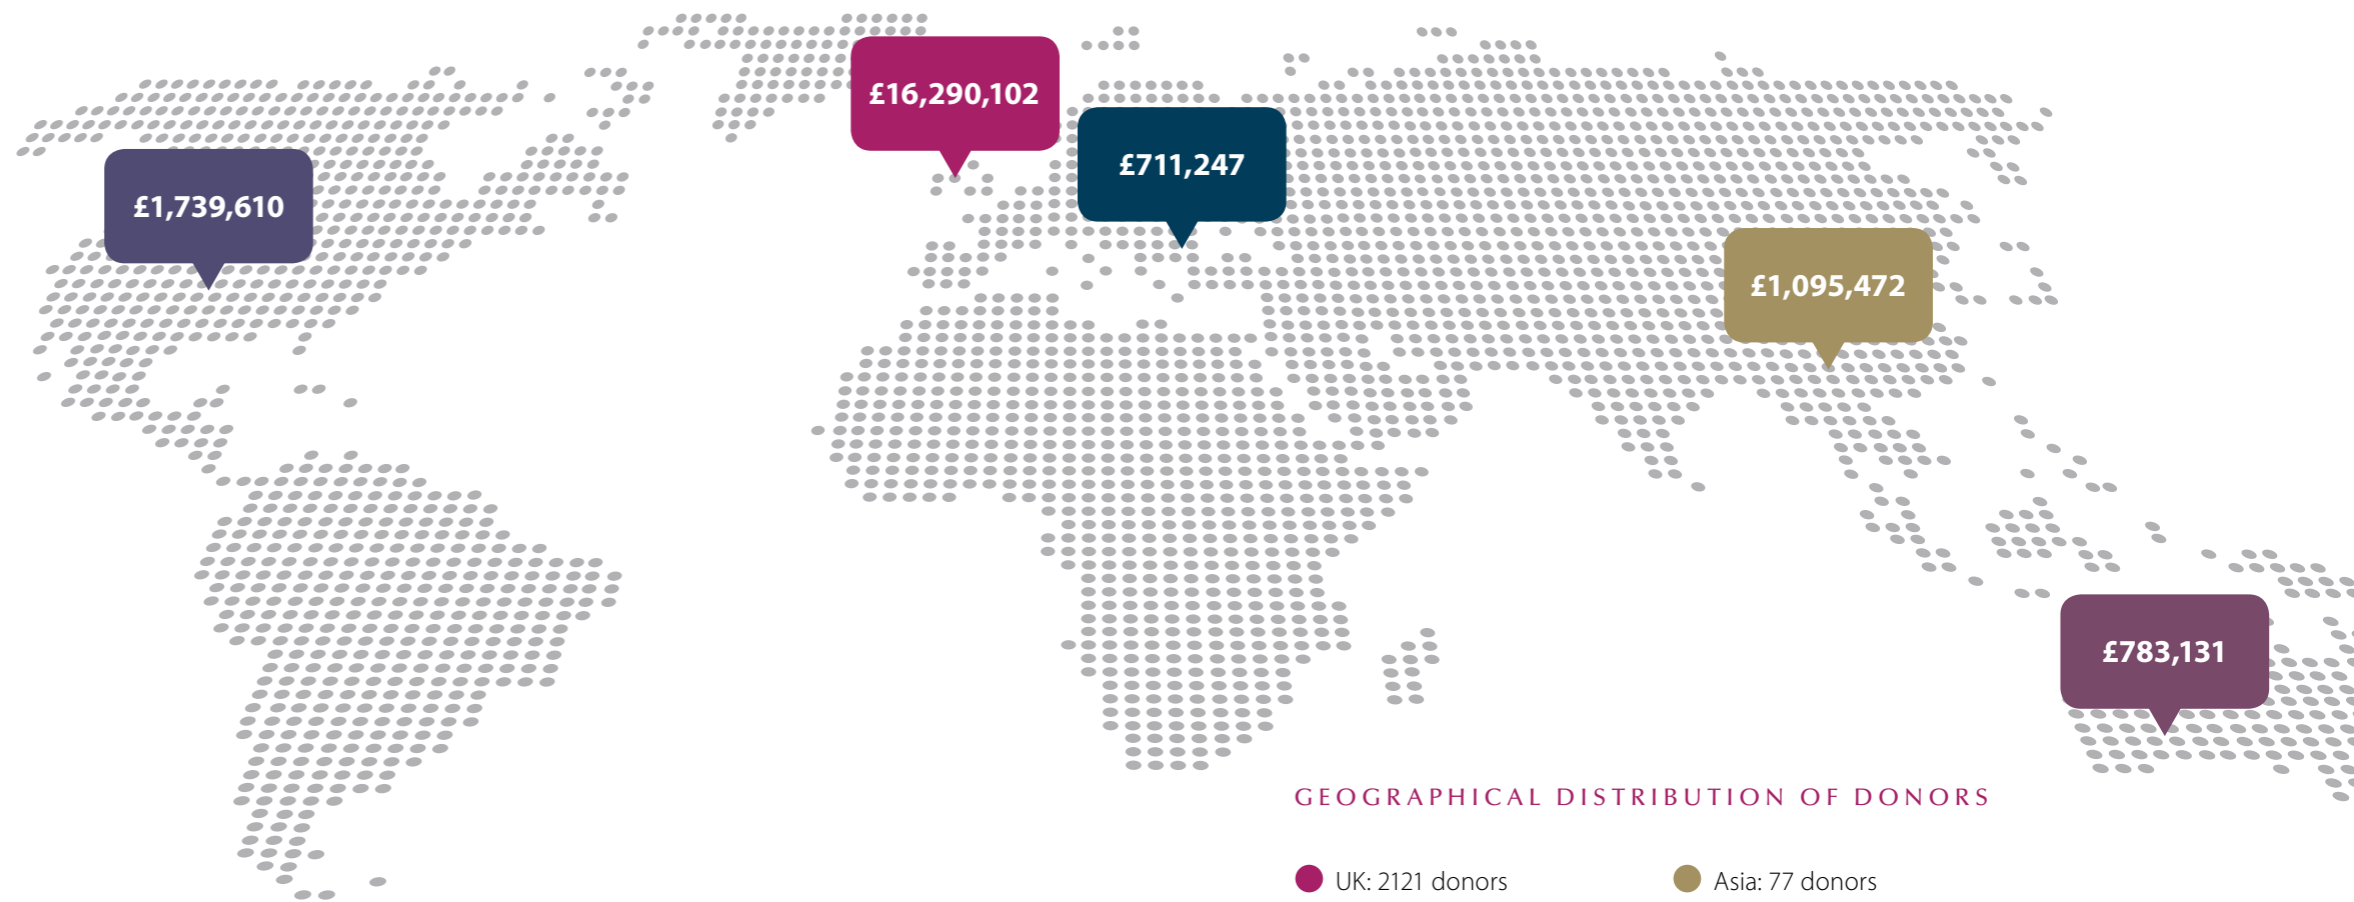 £16,290,102
£711,247
£1,739,610
£1,095,472
£783,131
GEOGRAPHICAL DISTRIBUTION OF DONORS
UK: 2121 donors
Asia: 77 donors